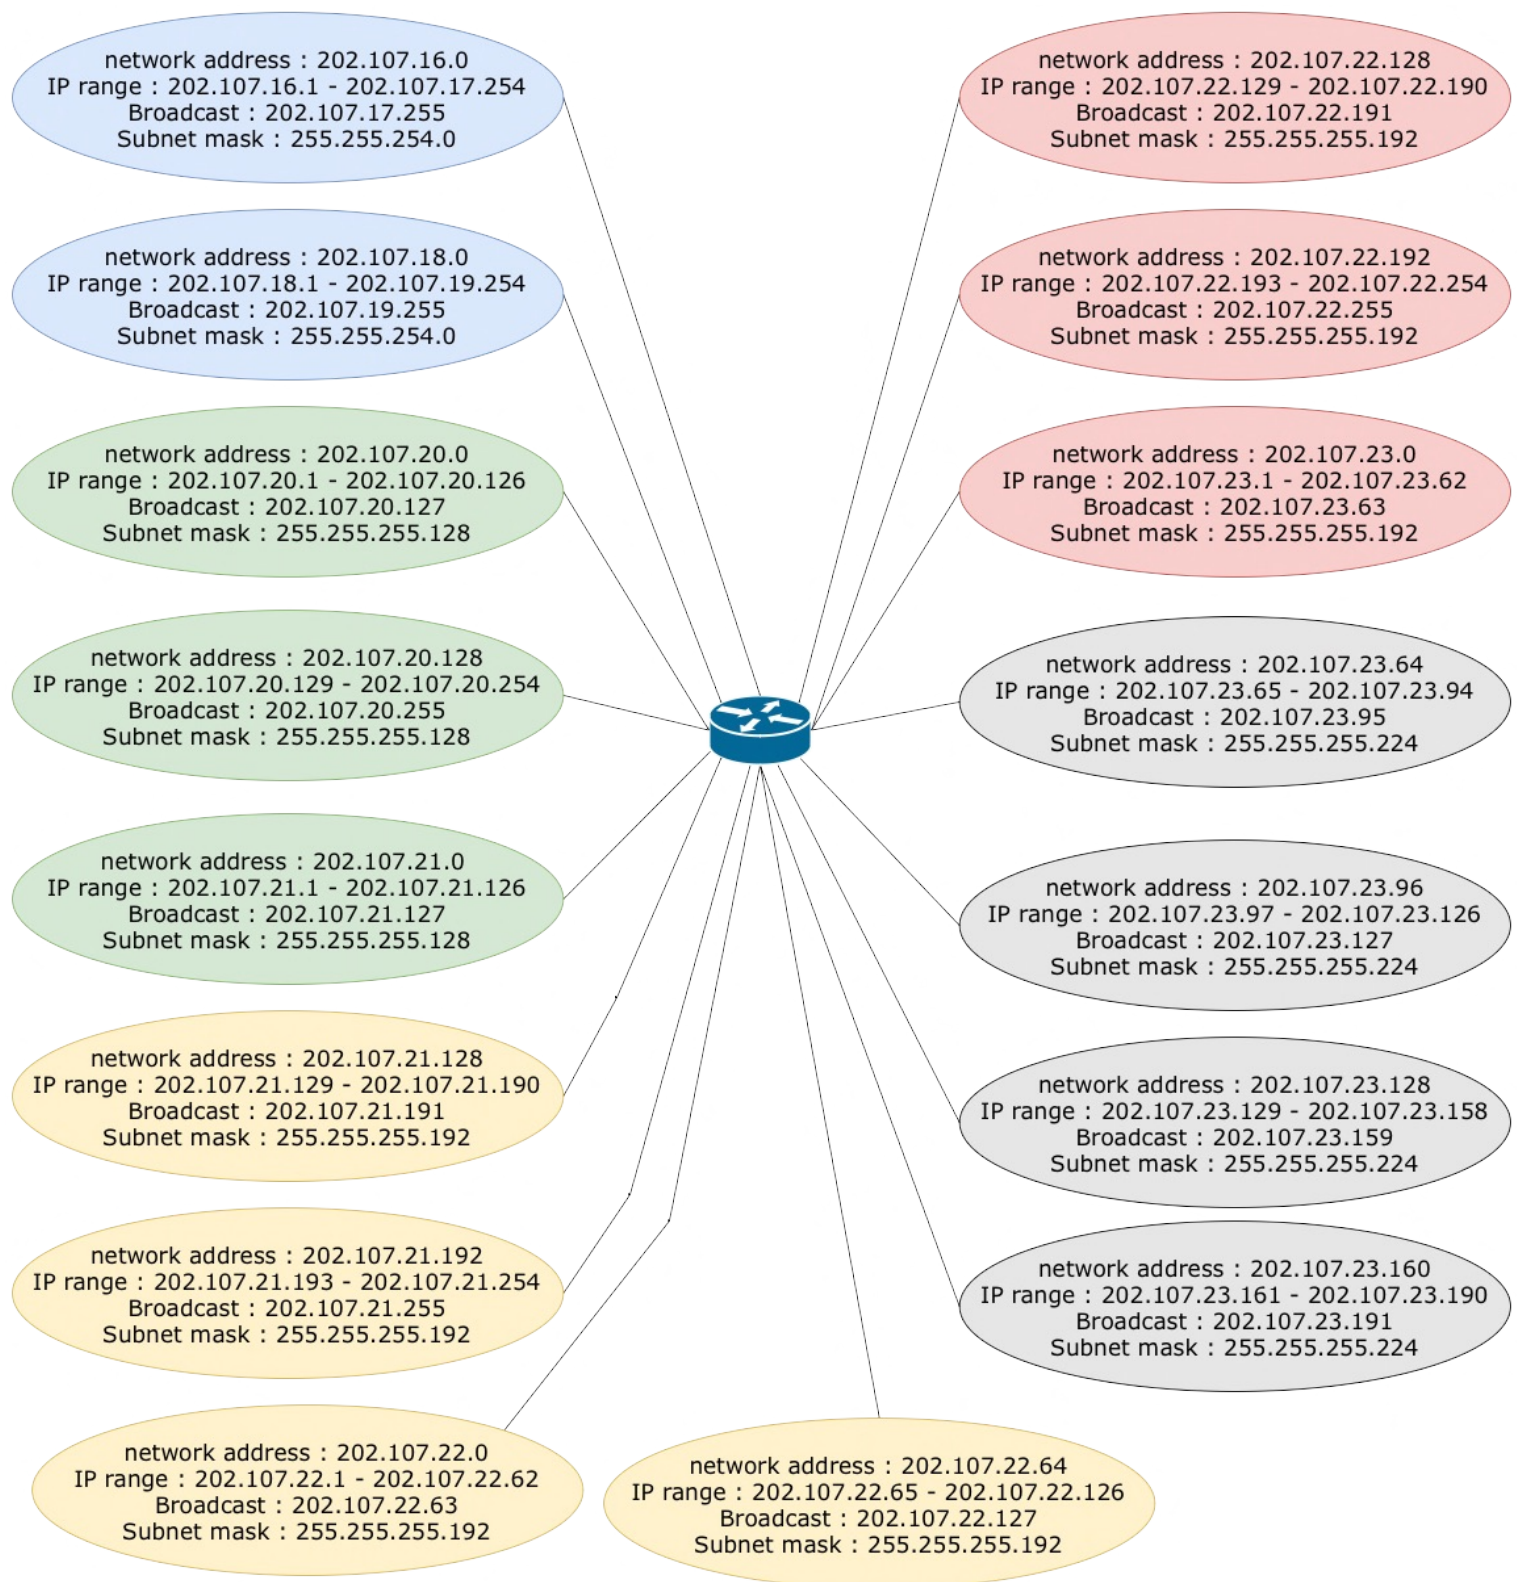 network address : 202.107.16.0
IP range : 202.107.16.1 - 202.107.17.254
Broadcast : 202.107.17.255
Subnet mask : 255.255.254.0
network address : 202.107.18.0
IP range : 202.107.18.1 - 202.107.19.254
Broadcast : 202.107.19.255
Subnet mask : 255.255.254.0
network address : 202.107.20.0
IP range : 202.107.20.1 - 202.107.20.126
Broadcast : 202.107.20.127
Subnet mask : 255.255.255.128
network address : 202.107.20.128
IP range : 202.107.20.129 - 202.107.20.254
Broadcast : 202.107.20.255
Subnet mask : 255.255.255.128
network address : 202.107.21.0
IP range : 202.107.21.1 - 202.107.21.126
Broadcast : 202.107.21.127
Subnet mask : 255.255.255.128
network address : 202.107.21.128
IP range : 202.107.21.129 - 202.107.21.190
Broadcast : 202.107.21.191
Subnet mask : 255.255.255.192
network address : 202.107.21.192
IP range : 202.107.21.193 - 202.107.21.254
Broadcast : 202.107.21.255
Subnet mask : 255.255.255.192
network address : 202.107.22.0
IP range : 202.107.22.1 - 202.107.22.62
Broadcast : 202.107.22.63
Subnet mask : 255.255.255.192
network address : 202.107.22.64
IP range : 202.107.22.65 - 202.107.22.126
Broadcast : 202.107.22.127
Subnet mask : 255.255.255.192
network address : 202.107.22.128
IP range : 202.107.22.129 - 202.107.22.190
Broadcast : 202.107.22.191
Subnet mask : 255.255.255.192
network address : 202.107.22.192
IP range : 202.107.22.193 - 202.107.22.254
Broadcast : 202.107.22.255
Subnet mask : 255.255.255.192
network address : 202.107.23.0
IP range : 202.107.23.1 - 202.107.23.62
Broadcast : 202.107.23.63
Subnet mask : 255.255.255.192
network address : 202.107.23.64
IP range : 202.107.23.65 - 202.107.23.94
Broadcast : 202.107.23.95
Subnet mask : 255.255.255.224
network address : 202.107.23.96
IP range : 202.107.23.97 - 202.107.23.126
Broadcast : 202.107.23.127
Subnet mask : 255.255.255.224
network address : 202.107.23.128
IP range : 202.107.23.129 - 202.107.23.158
Broadcast : 202.107.23.159
Subnet mask : 255.255.255.224
network address : 202.107.23.160
IP range : 202.107.23.161 - 202.107.23.190
Broadcast : 202.107.23.191
Subnet mask : 255.255.255.224